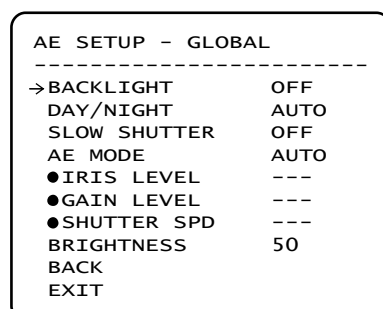 AE SETUP – GLOBAL
------------------------
→BACKLIGHT OFF
DAY/NIGHT AUTO
SLOW SHUTTER OFF
AE MODE AUTO
●IRIS LEVEL ---
●GAIN LEVEL ---
●SHUTTER SPD ---
BRIGHTNESS 50
BACK
EXIT